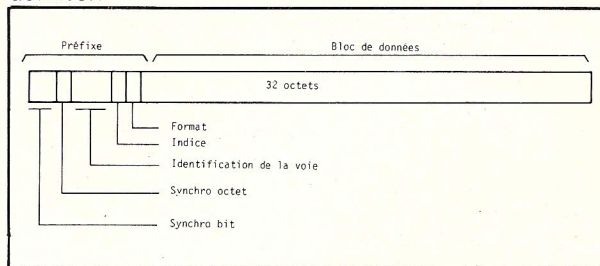 Préfixe
Bloc de données
32 octets
Format
Indice
Identification de la voie
Synchro octet
Synchro bit